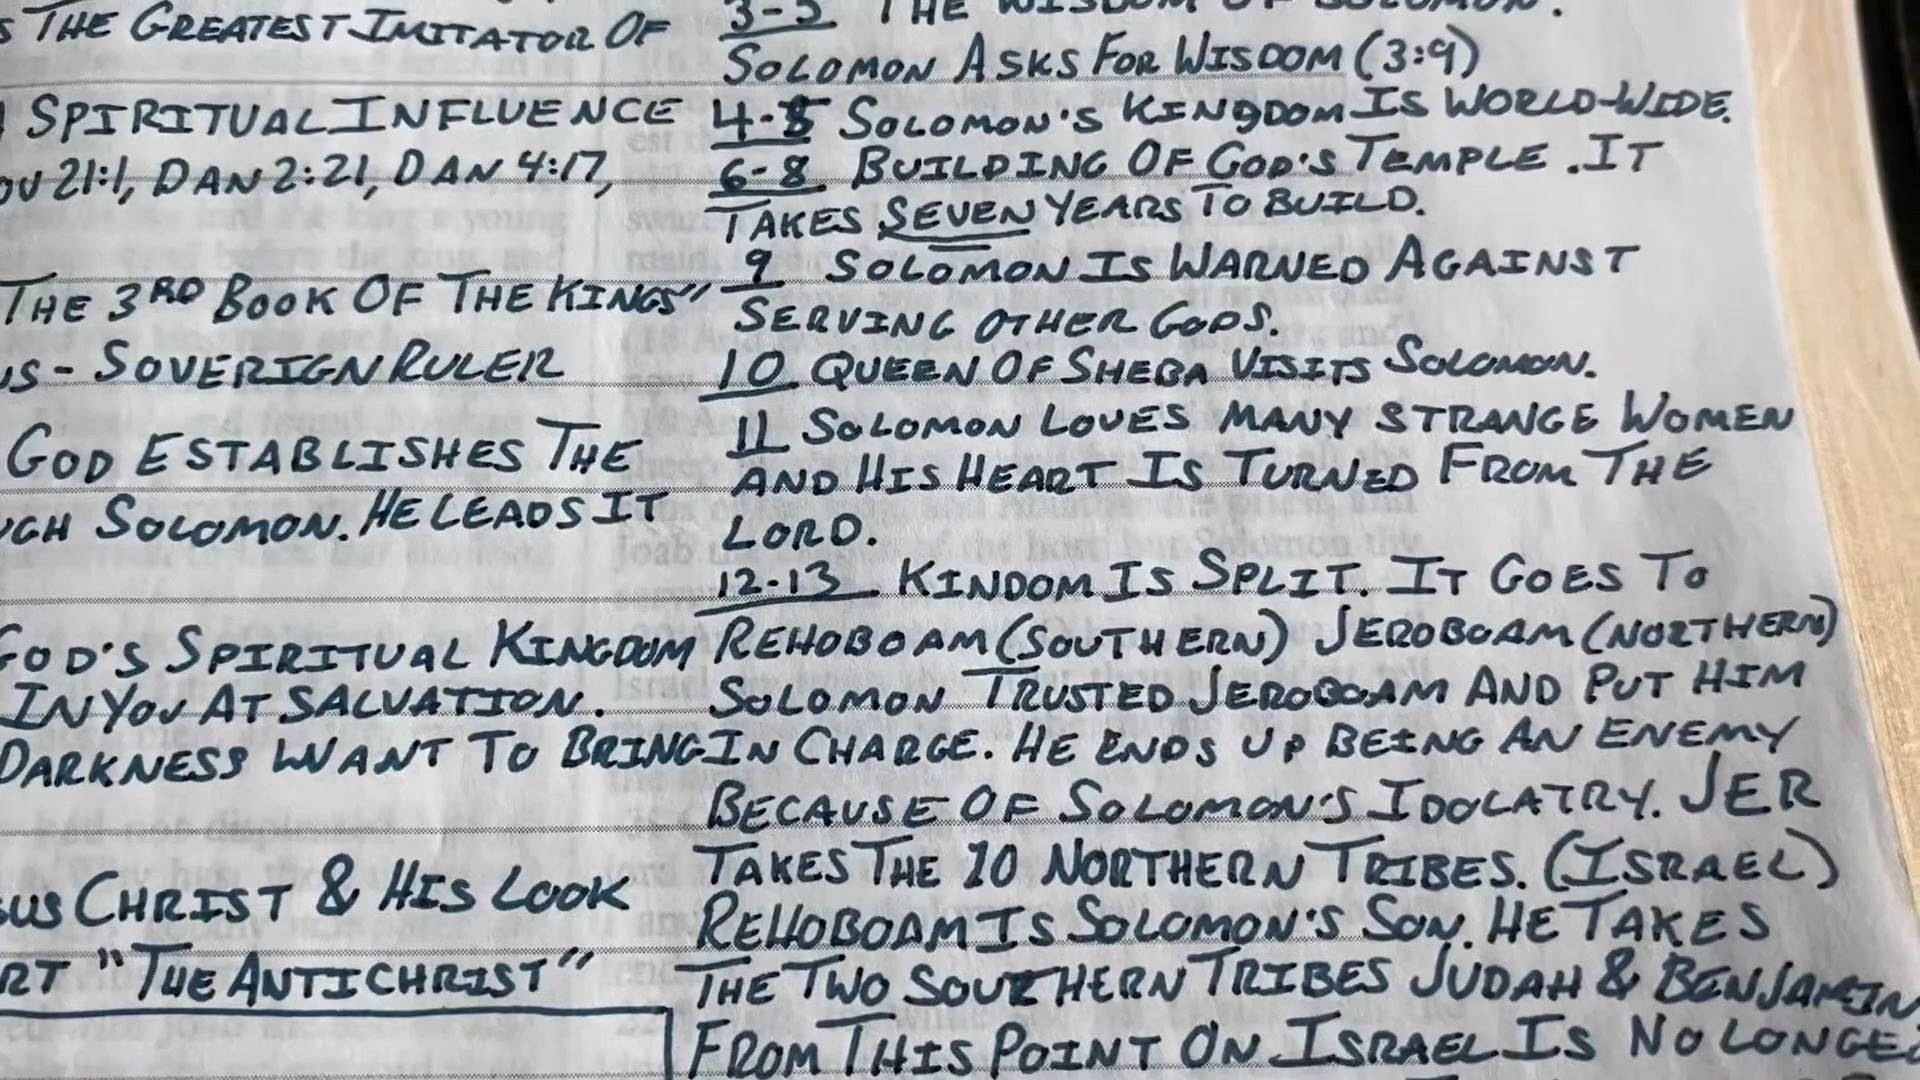 THE GREATEST IMITATOR OF
SPIRITUAL INFLUENCE
21:1, DAN 2:21, DAN 4:17,
THE 3RD BOOK OF THE KINGS"
- SOVERIGN RULER
GOD ESTABLISHES THE
SOLOMON. HE LEADS IT
GOD'S SPIRITUAL KINGDOM
IN YOU AT SALVATION.
DARKNESS WANT TO BRING
CHRIST & HIS LOOK
"THE ANTICHRIST"
THE WISDOM OF SOLOMON.
SOLOMON ASKS FOR WISDOM (3:9)
4-5 SOLOMON'S KINGDOM IS WORLD-WIDE.
6-8 BUILDING OF GOD'S TEMPLE. IT
TAKES SEVEN YEARS TO BUILD.
9 SOLOMON IS WARNED AGAINST
SERVING OTHER GODS.
10 QUEEN OF SHEBA VISITS SOLOMON.
11 SOLOMON LOVES MANY STRANGE WOMEN
AND HIS HEART IS TURNED FROM THE
LORD.
12-13 KINDOM IS SPLIT. IT GOES TO
REHOBOAM (SOUTHERN) JEROBOAM (NORTHERN)
SOLOMON TRUSTED JEROBOAM AND PUT HIM
IN CHARGE. HE ENDS UP BEING AN ENEMY
BECAUSE OF SOLOMON'S IDOLATRY. JER
TAKES THE 10 NORTHERN TRIBES. (ISRAEL)
REHOBOAM IS SOLOMON'S SON. HE TAKES
THE TWO SOUTHERN TRIBES JUDAH & BENJAMIN
FROM THIS POINT ON ISRAEL IS NO LONGE